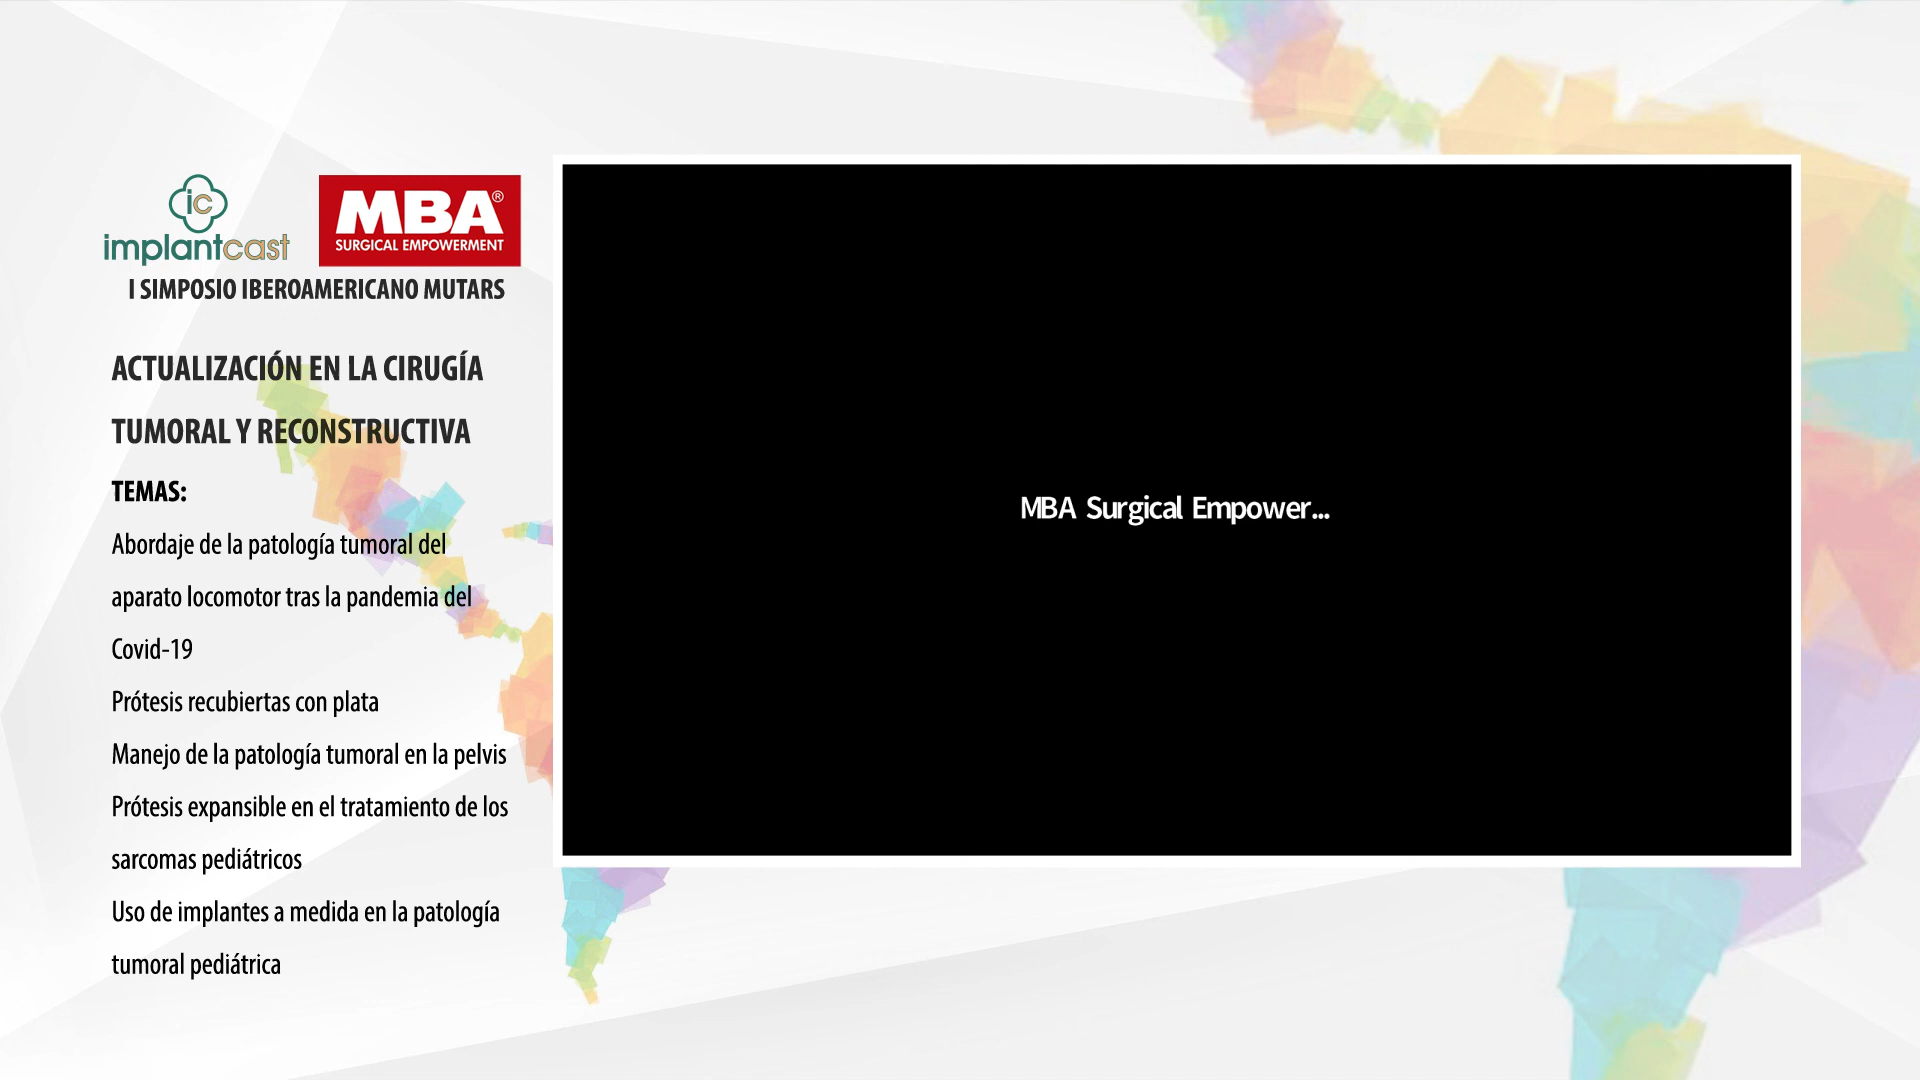 ic
implantcast
MBA®
SURGICAL EMPOWERMENT
I SIMPOSIO IBEROAMERICANO MUTARS
ACTUALIZACIÓN EN LA CIRUGÍA
TUMORAL Y RECONSTRUCTIVA
TEMAS:
Abordaje de la patología tumoral del
aparato locomotor tras la pandemia del
Covid-19
Prótesis recubiertas con plata
Manejo de la patología tumoral en la pelvis
Prótesis expansible en el tratamiento de los
sarcomas pediátricos
Uso de implantes a medida en la patología
tumoral pediátrica
MBA Surgical Empower...